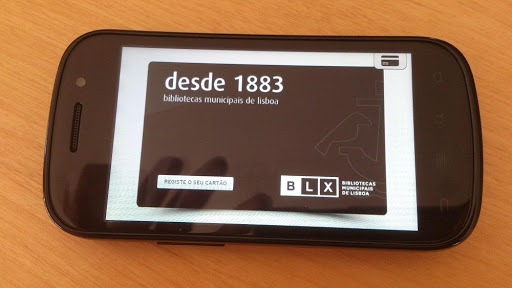 desde 1883
bibliotecas municipais de lisboa
REGISTE O SEU CARTÃO
BLX
BIBLIOTECAS
MUNICIPAIS
DE LISBOA